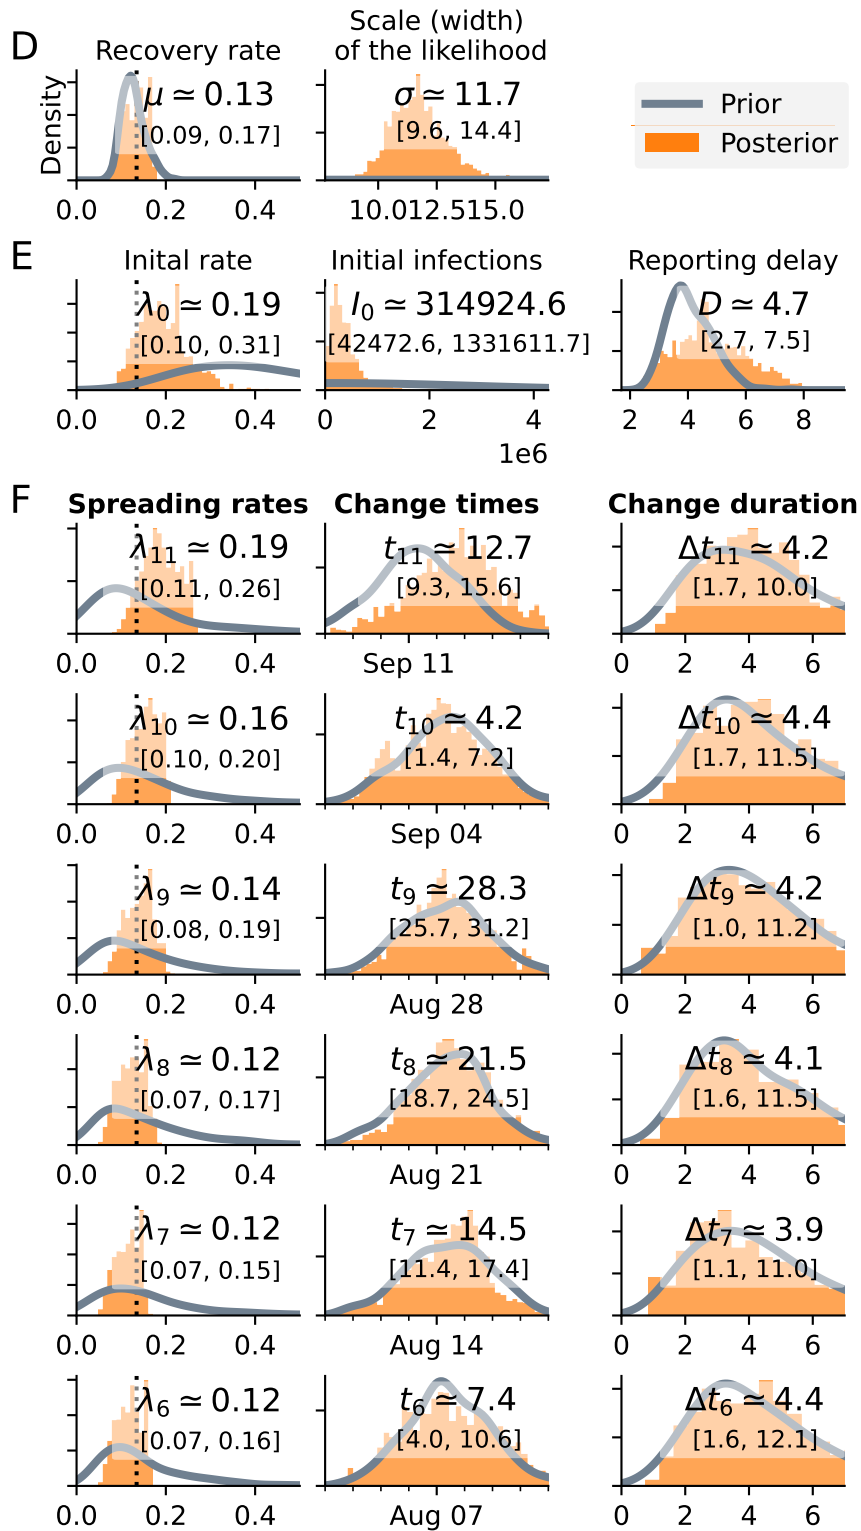 D
Recovery rate
Scale (width)
of the likelihood
Density
μ ≃ 0.13
[0.09, 0.17]
σ ≃ 11.7
[9.6, 14.4]
Prior
Posterior
0.0 0.2 0.4
10.0 12.5 15.0
E
Inital rate
Initial infections
Reporting delay
λ0 ≃ 0.19
[0.10, 0.31]
I0 ≃ 314924.6
[42472.6, 1331611.7]
D ≃ 4.7
[2.7, 7.5]
0.0 0.2 0.4
0 2 4
1e6
2 4 6 8
F
Spreading rates
Change times
Change duration
λ11 ≃ 0.19
[0.11, 0.26]
t11 ≃ 12.7
[9.3, 15.6]
Δt11 ≃ 4.2
[1.7, 10.0]
0.0 0.2 0.4
Sep 11
0 2 4 6
λ10 ≃ 0.16
[0.10, 0.20]
t10 ≃ 4.2
[1.4, 7.2]
Δt10 ≃ 4.4
[1.7, 11.5]
0.0 0.2 0.4
Sep 04
0 2 4 6
λ9 ≃ 0.14
[0.08, 0.19]
t9 ≃ 28.3
[25.7, 31.2]
Δt9 ≃ 4.2
[1.0, 11.2]
0.0 0.2 0.4
Aug 28
0 2 4 6
λ8 ≃ 0.12
[0.07, 0.17]
t8 ≃ 21.5
[18.7, 24.5]
Δt8 ≃ 4.1
[1.6, 11.5]
0.0 0.2 0.4
Aug 21
0 2 4 6
λ7 ≃ 0.12
[0.07, 0.15]
t7 ≃ 14.5
[11.4, 17.4]
Δt7 ≃ 3.9
[1.1, 11.0]
0.0 0.2 0.4
Aug 14
0 2 4 6
λ6 ≃ 0.12
[0.07, 0.16]
t6 ≃ 7.4
[4.0, 10.6]
Δt6 ≃ 4.4
[1.6, 12.1]
0.0 0.2 0.4
Aug 07
0 2 4 6